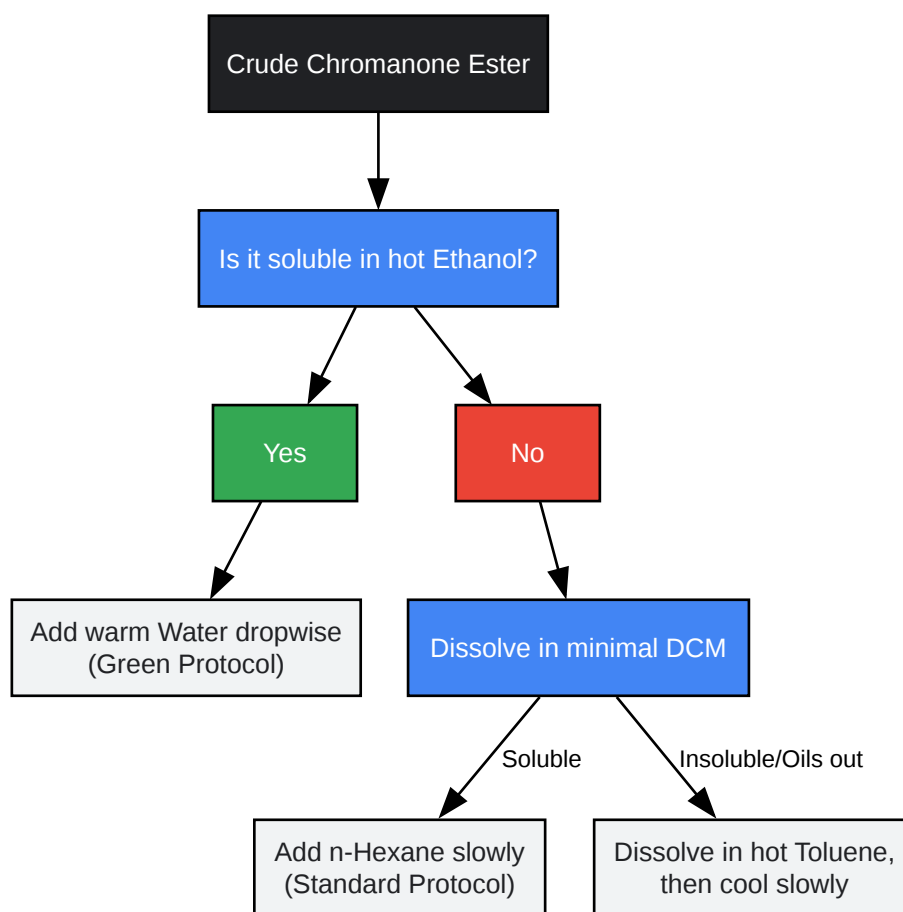 Crude Chromanone Ester
Is it soluble in hot Ethanol?
Yes
No
Add warm Water dropwise
(Green Protocol)
Dissolve in minimal DCM
Soluble
Insoluble/Oils out
Add n-Hexane slowly
(Standard Protocol)
Dissolve in hot Toluene,
then cool slowly